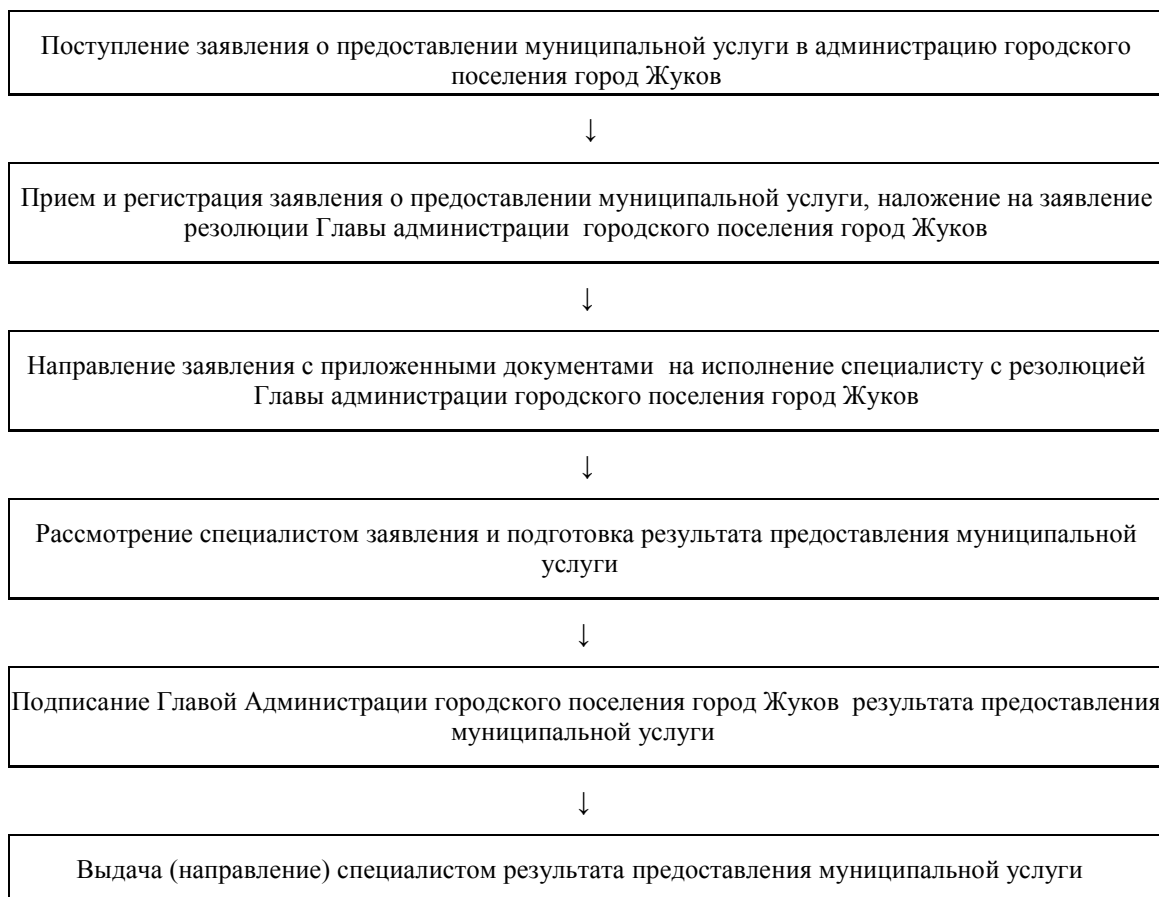 Поступление заявления о предоставлении муниципальной услуги в администрацию городского
поселения город Жуков
↓
Прием и регистрация заявления о предоставлении муниципальной услуги, наложение на заявление
резолюции Главы администрации городского поселения город Жуков
↓
Направление заявления с приложенными документами на исполнение специалисту с резолюцией
Главы администрации городского поселения город Жуков
↓
Рассмотрение специалистом заявления и подготовка результата предоставления муниципальной
услуги
↓
Подписание Главой Администрации городского поселения город Жуков результата предоставления
муниципальной услуги
↓
Выдача (направление) специалистом результата предоставления муниципальной услуги